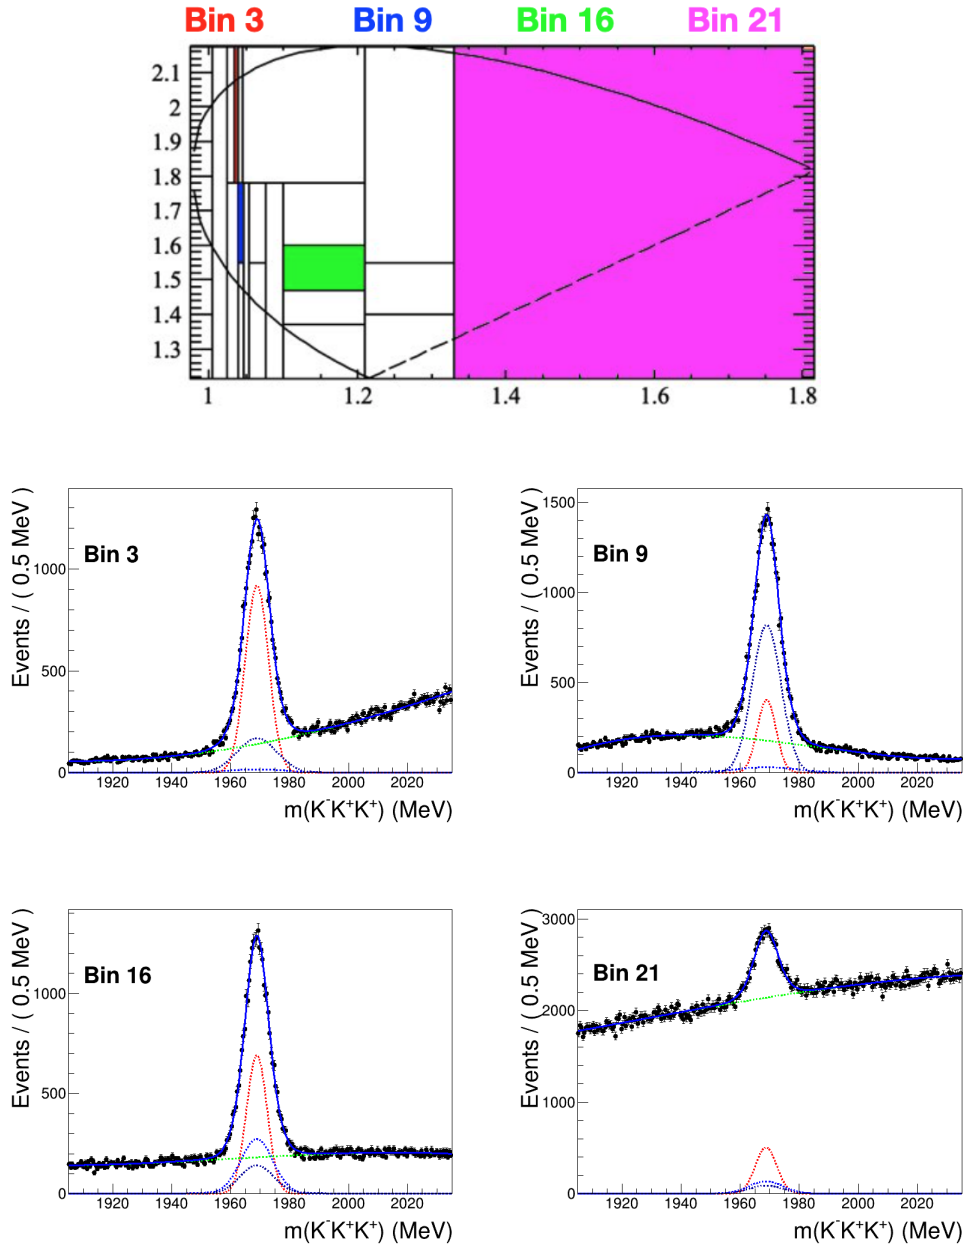 Bin 3 Bin 9 Bin 16 Bin 21
2.1
2
1.9
1.8
1.7
1.6
1.5
1.4
1.3
1 1.2 1.4 1.6 1.8
Events / ( 0.5 MeV )
1000
500
0
Bin 3
1920 1940 1960 1980 2000 2020
m(K⁻K⁺K⁺) (MeV)
Events / ( 0.5 MeV )
1500
1000
500
0
Bin 9
1920 1940 1960 1980 2000 2020
m(K⁻K⁺K⁺) (MeV)
Events / ( 0.5 MeV )
1000
500
0
Bin 16
1920 1940 1960 1980 2000 2020
m(K⁻K⁺K⁺) (MeV)
Events / ( 0.5 MeV )
3000
2000
1000
0
Bin 21
1920 1940 1960 1980 2000 2020
m(K⁻K⁺K⁺) (MeV)